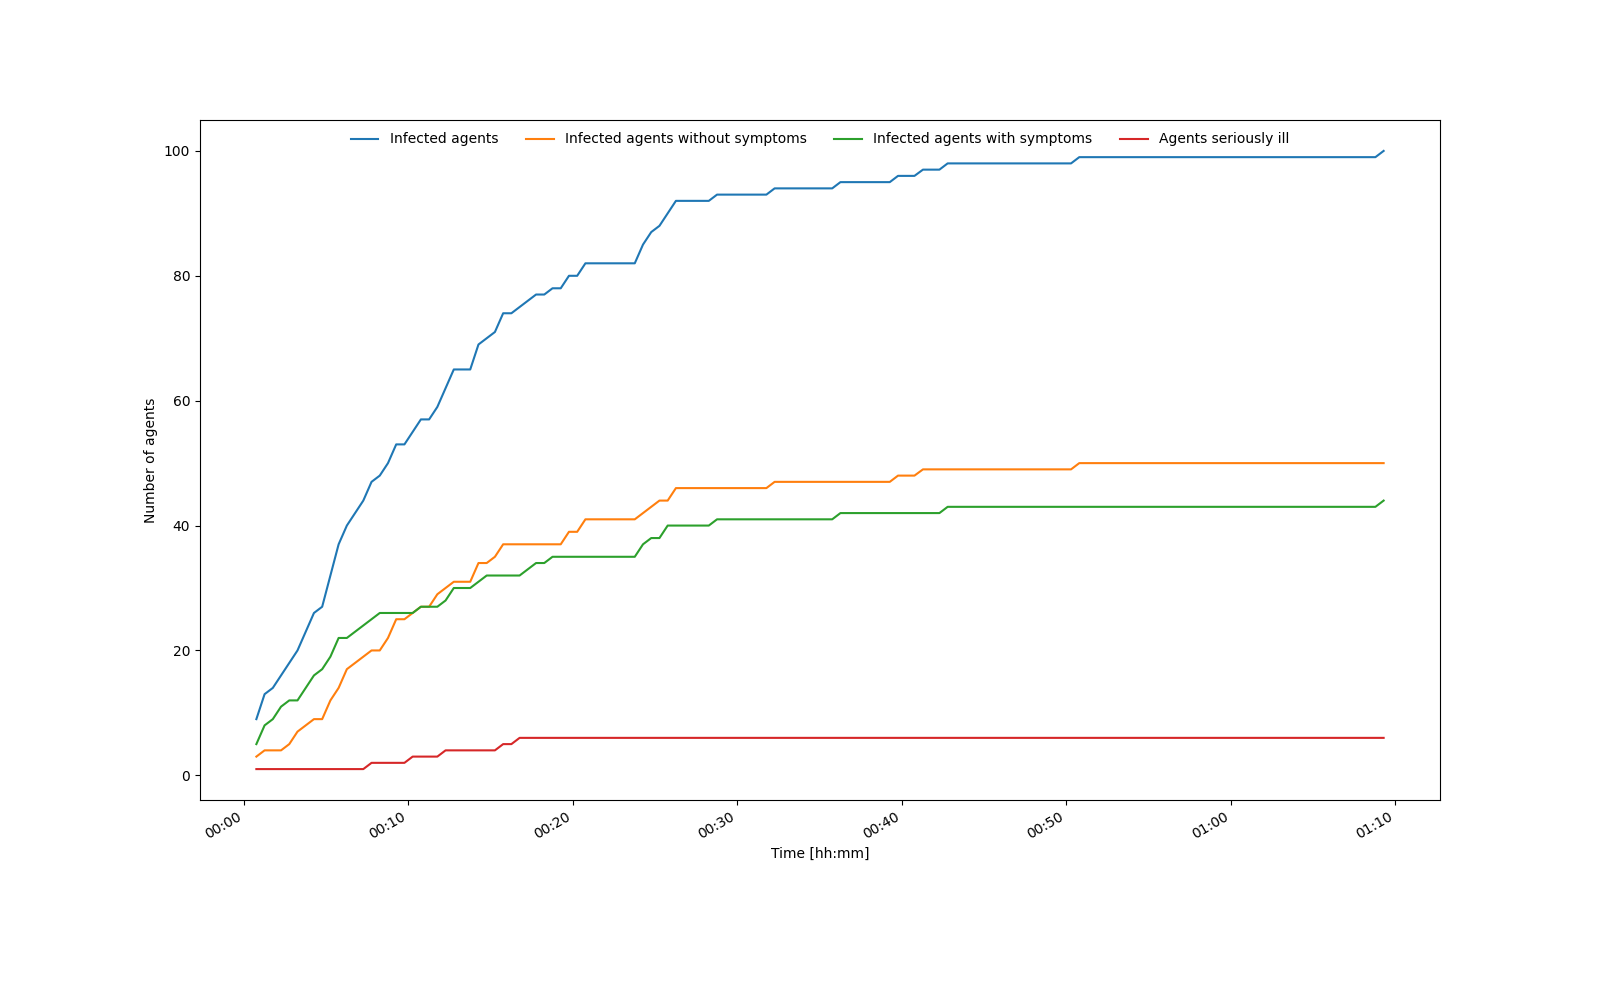 Infected agents Infected agents without symptoms Infected agents with symptoms Agents seriously ill
100
80
60
40
20
0
Number of agents
00:00 00:10 00:20 00:30 00:40 00:50 01:00 01:10
Time [hh:mm]